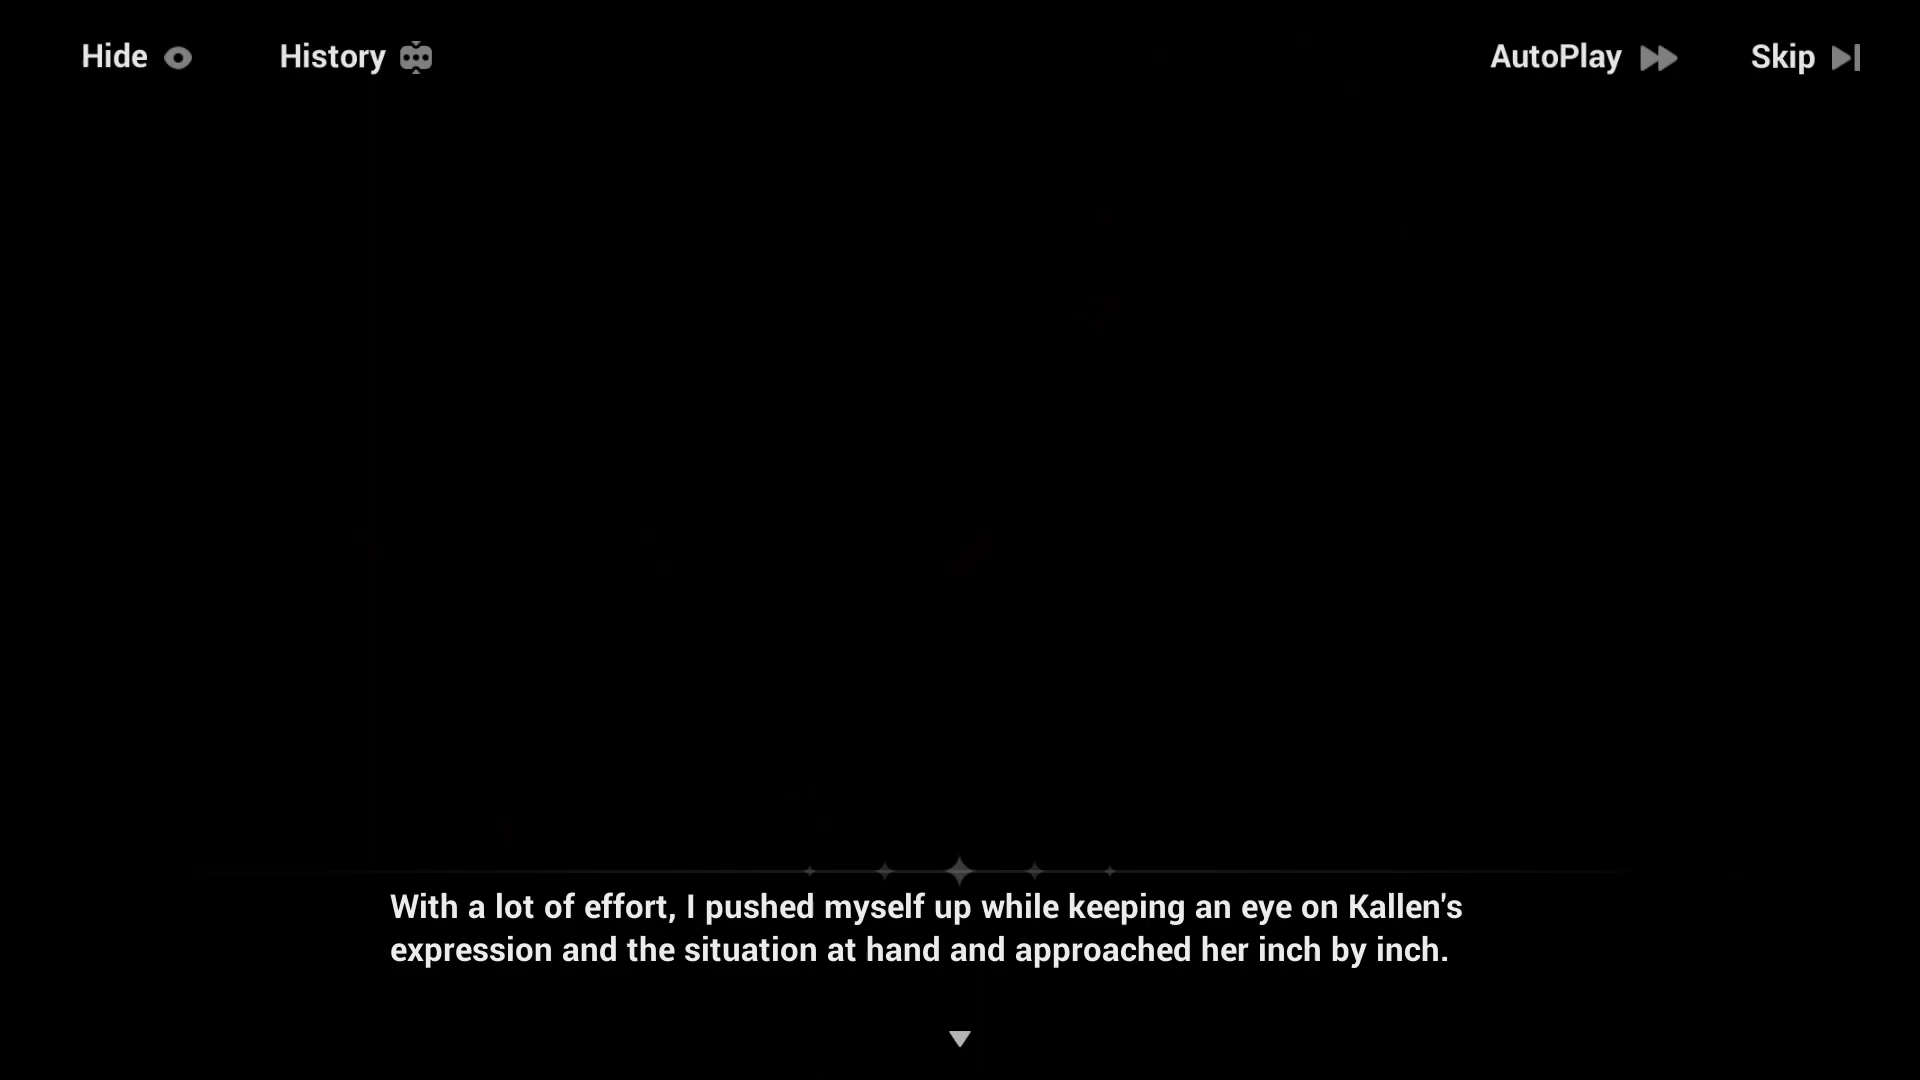 Hide
History
AutoPlay
Skip
With a lot of effort, I pushed myself up while keeping an eye on Kallen's
expression and the situation at hand and approached her inch by inch.